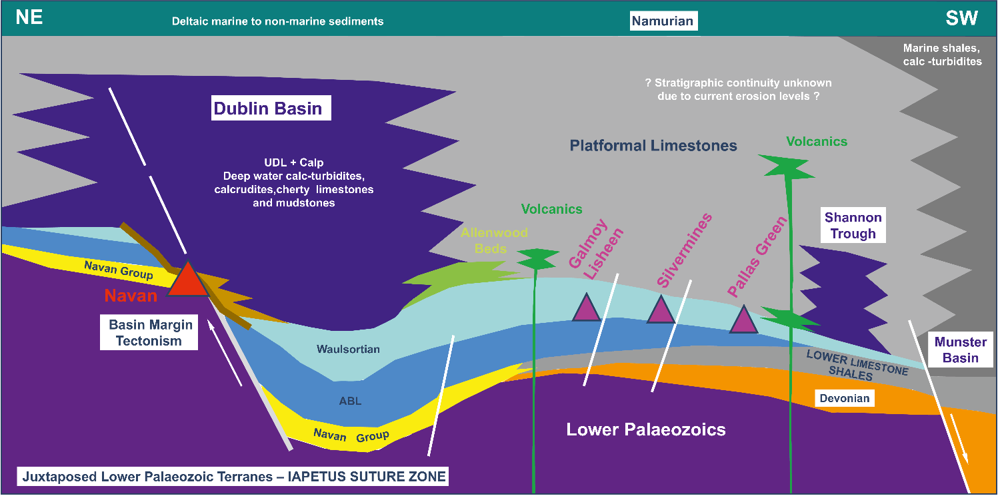 NE
Deltaic marine to non-marine sediments
Namurian
SW
Marine shales,
calc -turbidites
? Stratigraphic continuity unknown
due to current erosion levels ?
Dublin Basin
Platformal Limestones
Volcanics
UDL + Calp
Deep water calc-turbidites,
calcrudites,cherty limestones
and mudstones
Volcanics
Allenwood
Beds
Galmoy
Lisheen
Silvermines
Pallas Green
Shannon
Trough
Navan Group
Navan
Basin Margin
Tectonism
Waulsortian
Munster
Basin
LOWER LIMESTONE
SHALES
ABL
Devonian
Navan Group
Lower Palaeozoics
Juxtaposed Lower Palaeozoic Terranes – IAPETUS SUTURE ZONE